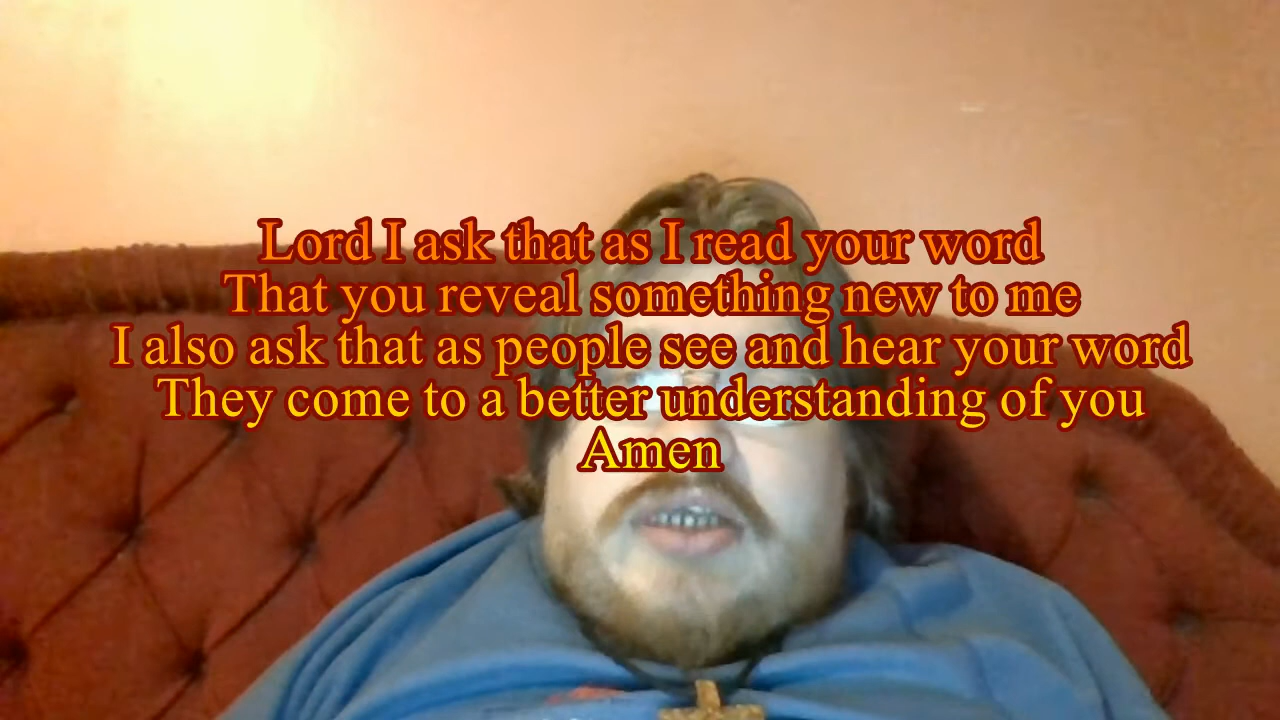 Lord I ask that as I read your word
That you reveal something new to me
I also ask that as people see and hear your word
They come to a better understanding of you
Amen